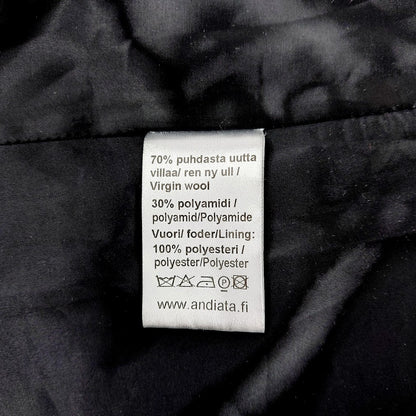 70% puhdasta uutta
villaa/ ren ny ull /
Virgin wool
30% polyamidi /
polyamid/Polyamide
Vuori/ foder/Lining:
100% polyesteri /
polyester/Polyester
www.andiata.fi